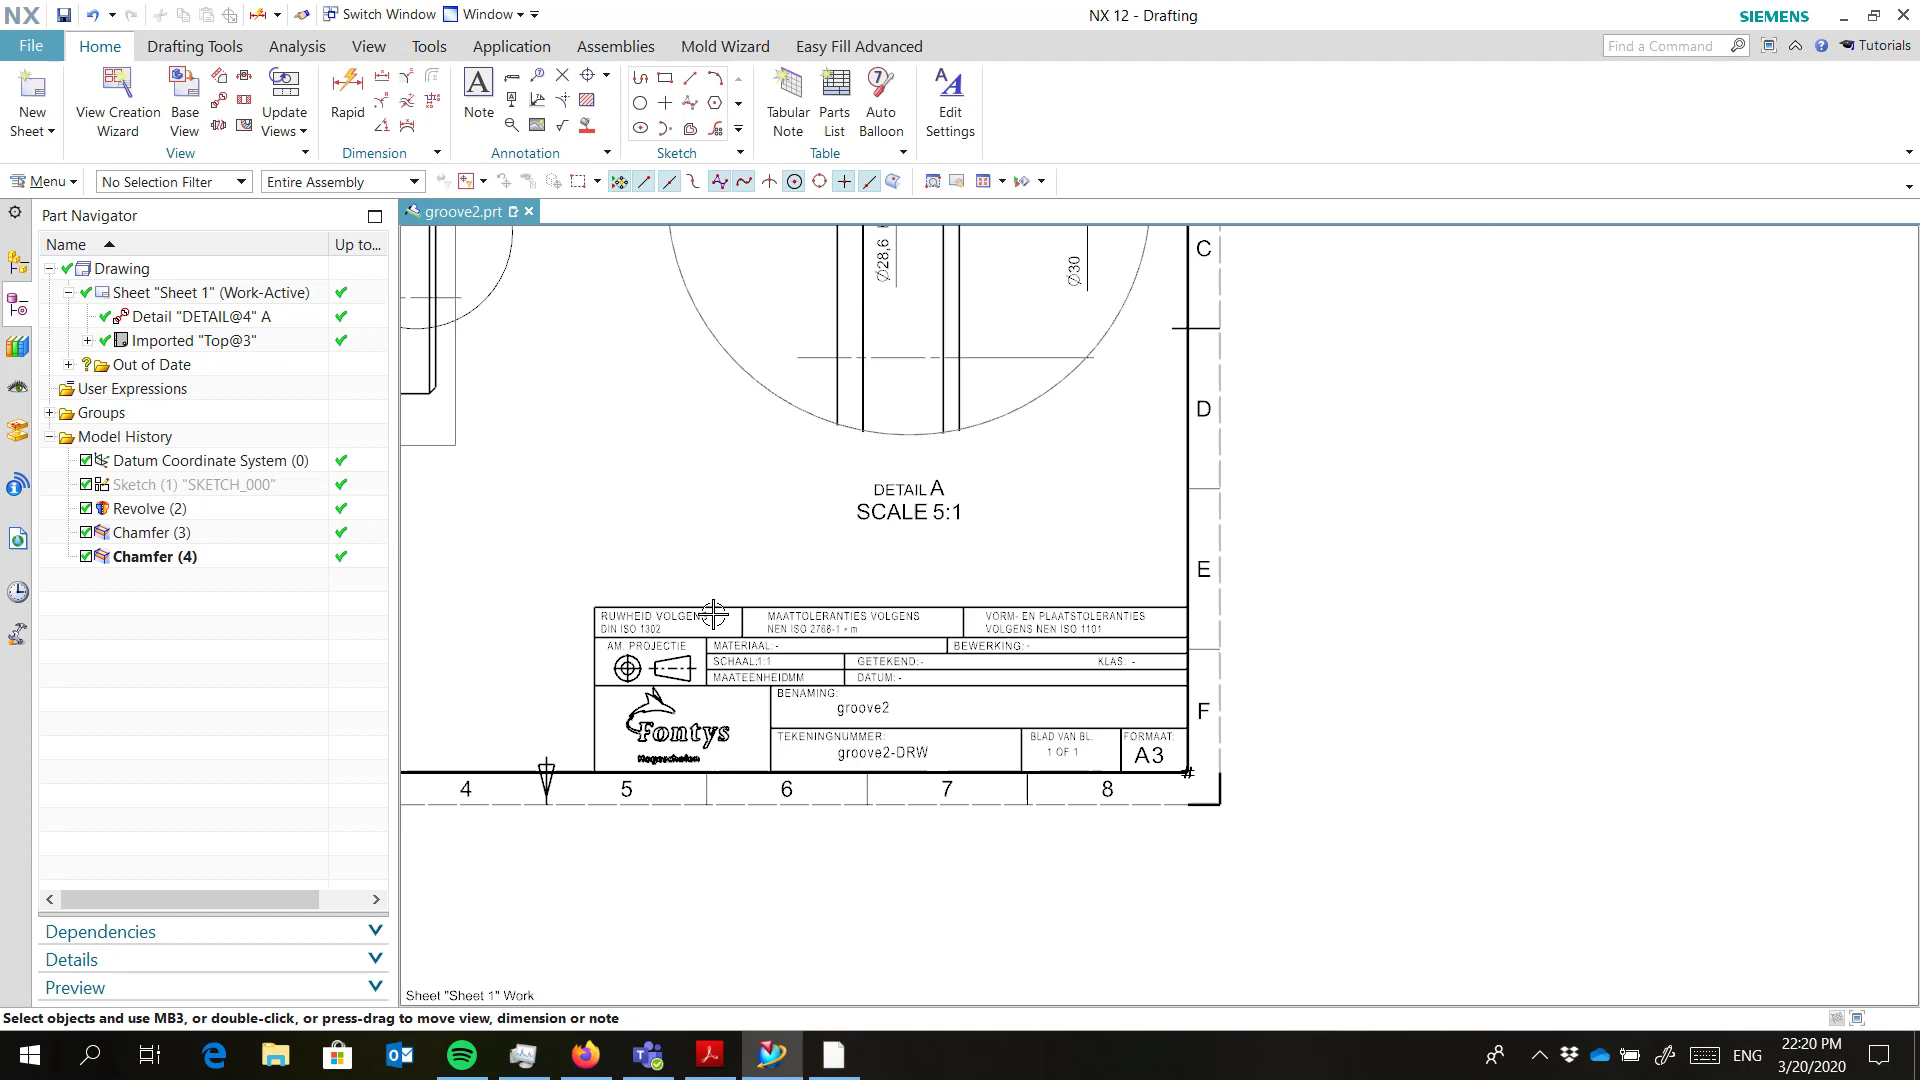 NX
Switch Window
Window
NX 12 - Drafting
SIEMENS
File
Home
Drafting Tools
Analysis
View
Tools
Application
Assemblies
Mold Wizard
Easy Fill Advanced
Find a Command
Tutorials
New
Sheet
View Creation
Wizard
Base
View
Update
Views
Rapid
A
Note
Tabular
Note
Parts
List
Auto
Balloon
Edit
Settings
View
Dimension
Annotation
Sketch
Table
Menu
No Selection Filter
Entire Assembly
Part Navigator
groove2.prt
Name
Up to...
Drawing
Sheet "Sheet 1" (Work-Active)
Detail "DETAIL@4" A
Imported "Top@3"
Out of Date
User Expressions
Groups
Model History
Datum Coordinate System (0)
Sketch (1) "SKETCH_000"
Revolve (2)
Chamfer (3)
Chamfer (4)
Dependencies
Details
Preview
Ø28,6
Ø30
C
D
E
F
DETAIL A
SCALE 5:1
RUWHEID VOLGENS
DIN ISO 1302
MAATTOLERANTIES VOLGENS
NEN ISO 2768-1 - m
VORM- EN PLAATSTOLERANTIES
VOLGENS NEN ISO 1101
AM. PROJECTIE
MATERIAAL:-
BEWERKING:-
SCHAAL:1:1
GETEKEND:-
KLAS: -
MAATEENHEIDMM
DATUM:-
BENAMING:
groove2
Fontys
Hogescholen
TEKENINGNUMMER:
groove2-DRW
BLAD VAN BL.
1 OF 1
FORMAAT:
A3
4
5
6
7
8
Sheet "Sheet 1" Work
Select objects and use MB3, or double-click, or press-drag to move view, dimension or note
ENG
22:20 PM
3/20/2020